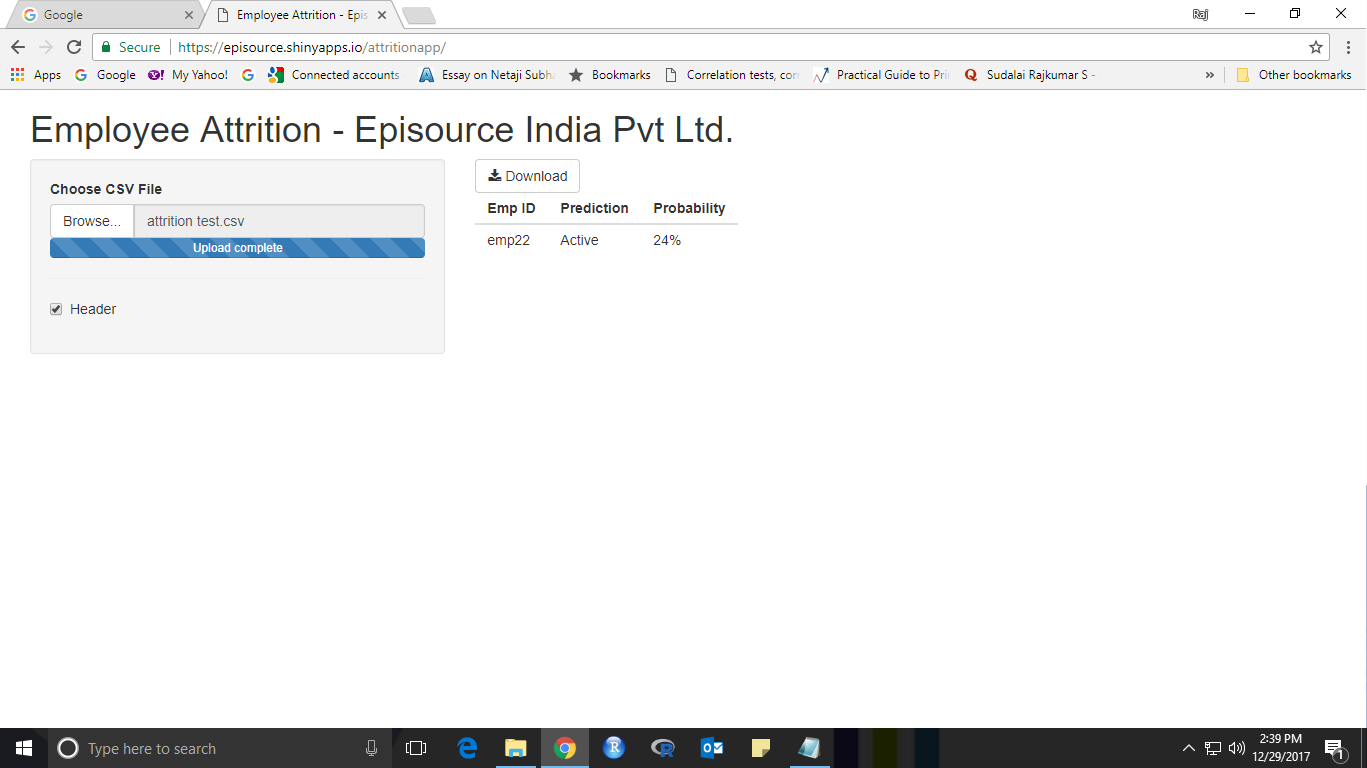 Google
Employee Attrition - Epis
Raj
Secure
https://episource.shinyapps.io/attritionapp/
Apps
Google
My Yahoo!
Connected accounts
Essay on Netaji Subha
Bookmarks
Correlation tests, corr
Practical Guide to Prin
Sudalai Rajkumar S -
»
Other bookmarks
Employee Attrition - Episource India Pvt Ltd.
Choose CSV File
Browse...
attrition test.csv
Upload complete
Header
Download
Emp ID Prediction Probability
emp22 Active 24%
Type here to search
2:39 PM
12/29/2017
1